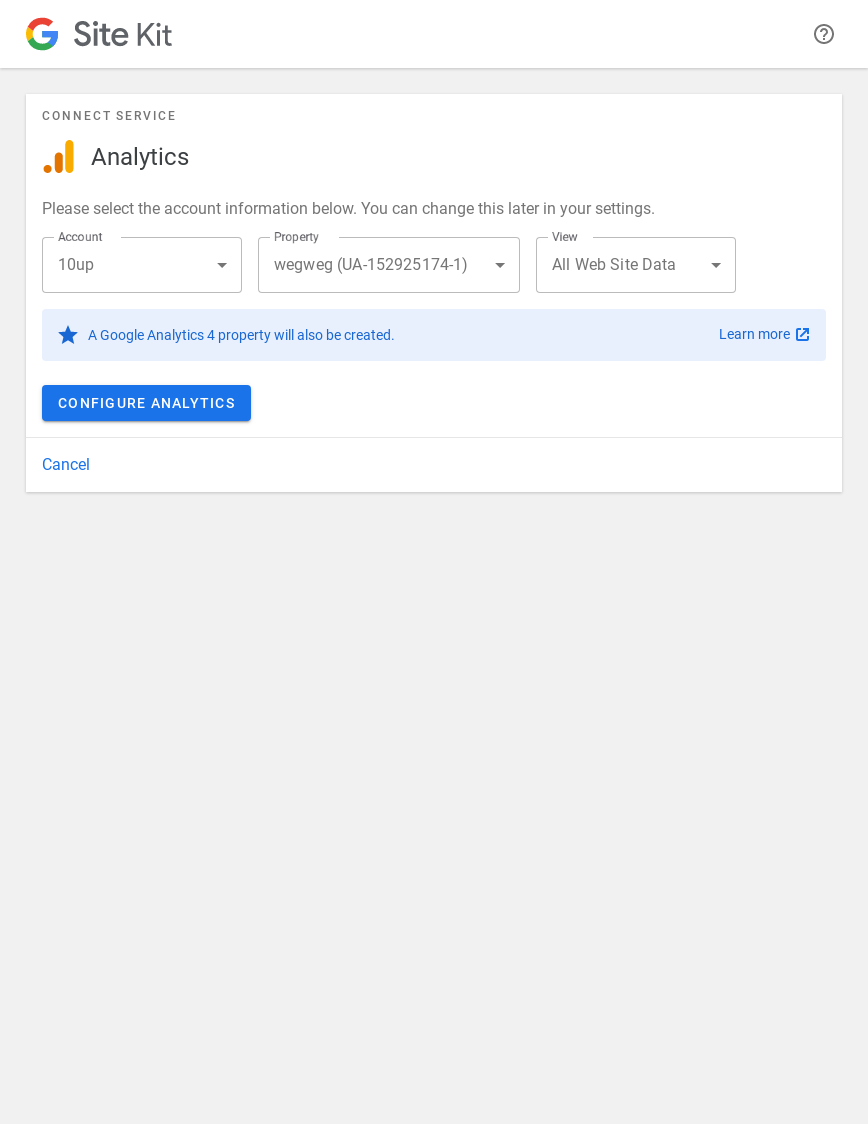 Site Kit
CONNECT SERVICE
Analytics
Please select the account information below. You can change this later in your settings.
Account
Property
View
10up
wegweg (UA-152925174-1)
All Web Site Data
A Google Analytics 4 property will also be created.
Learn more
CONFIGURE ANALYTICS
Cancel